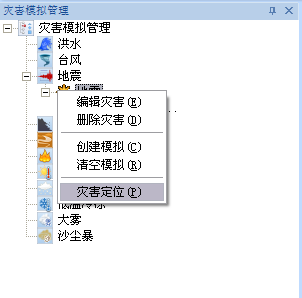 灾害模拟管理
灾害模拟管理
洪水
台风
地震
编辑灾害(E)
删除灾害(D)
创建模拟(C)
清空模拟(R)
灾害定位(P)
大雾
沙尘暴